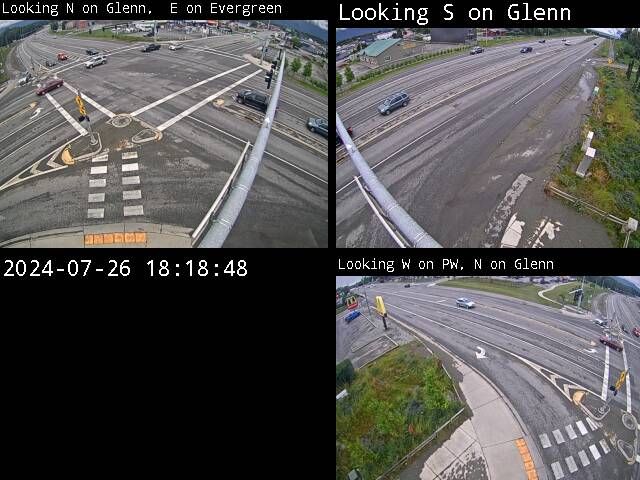 Looking N on Glenn,  E on Evergreen
Looking S on Glenn
2024-07-26 18:18:48
Looking W on PW, N on Glenn